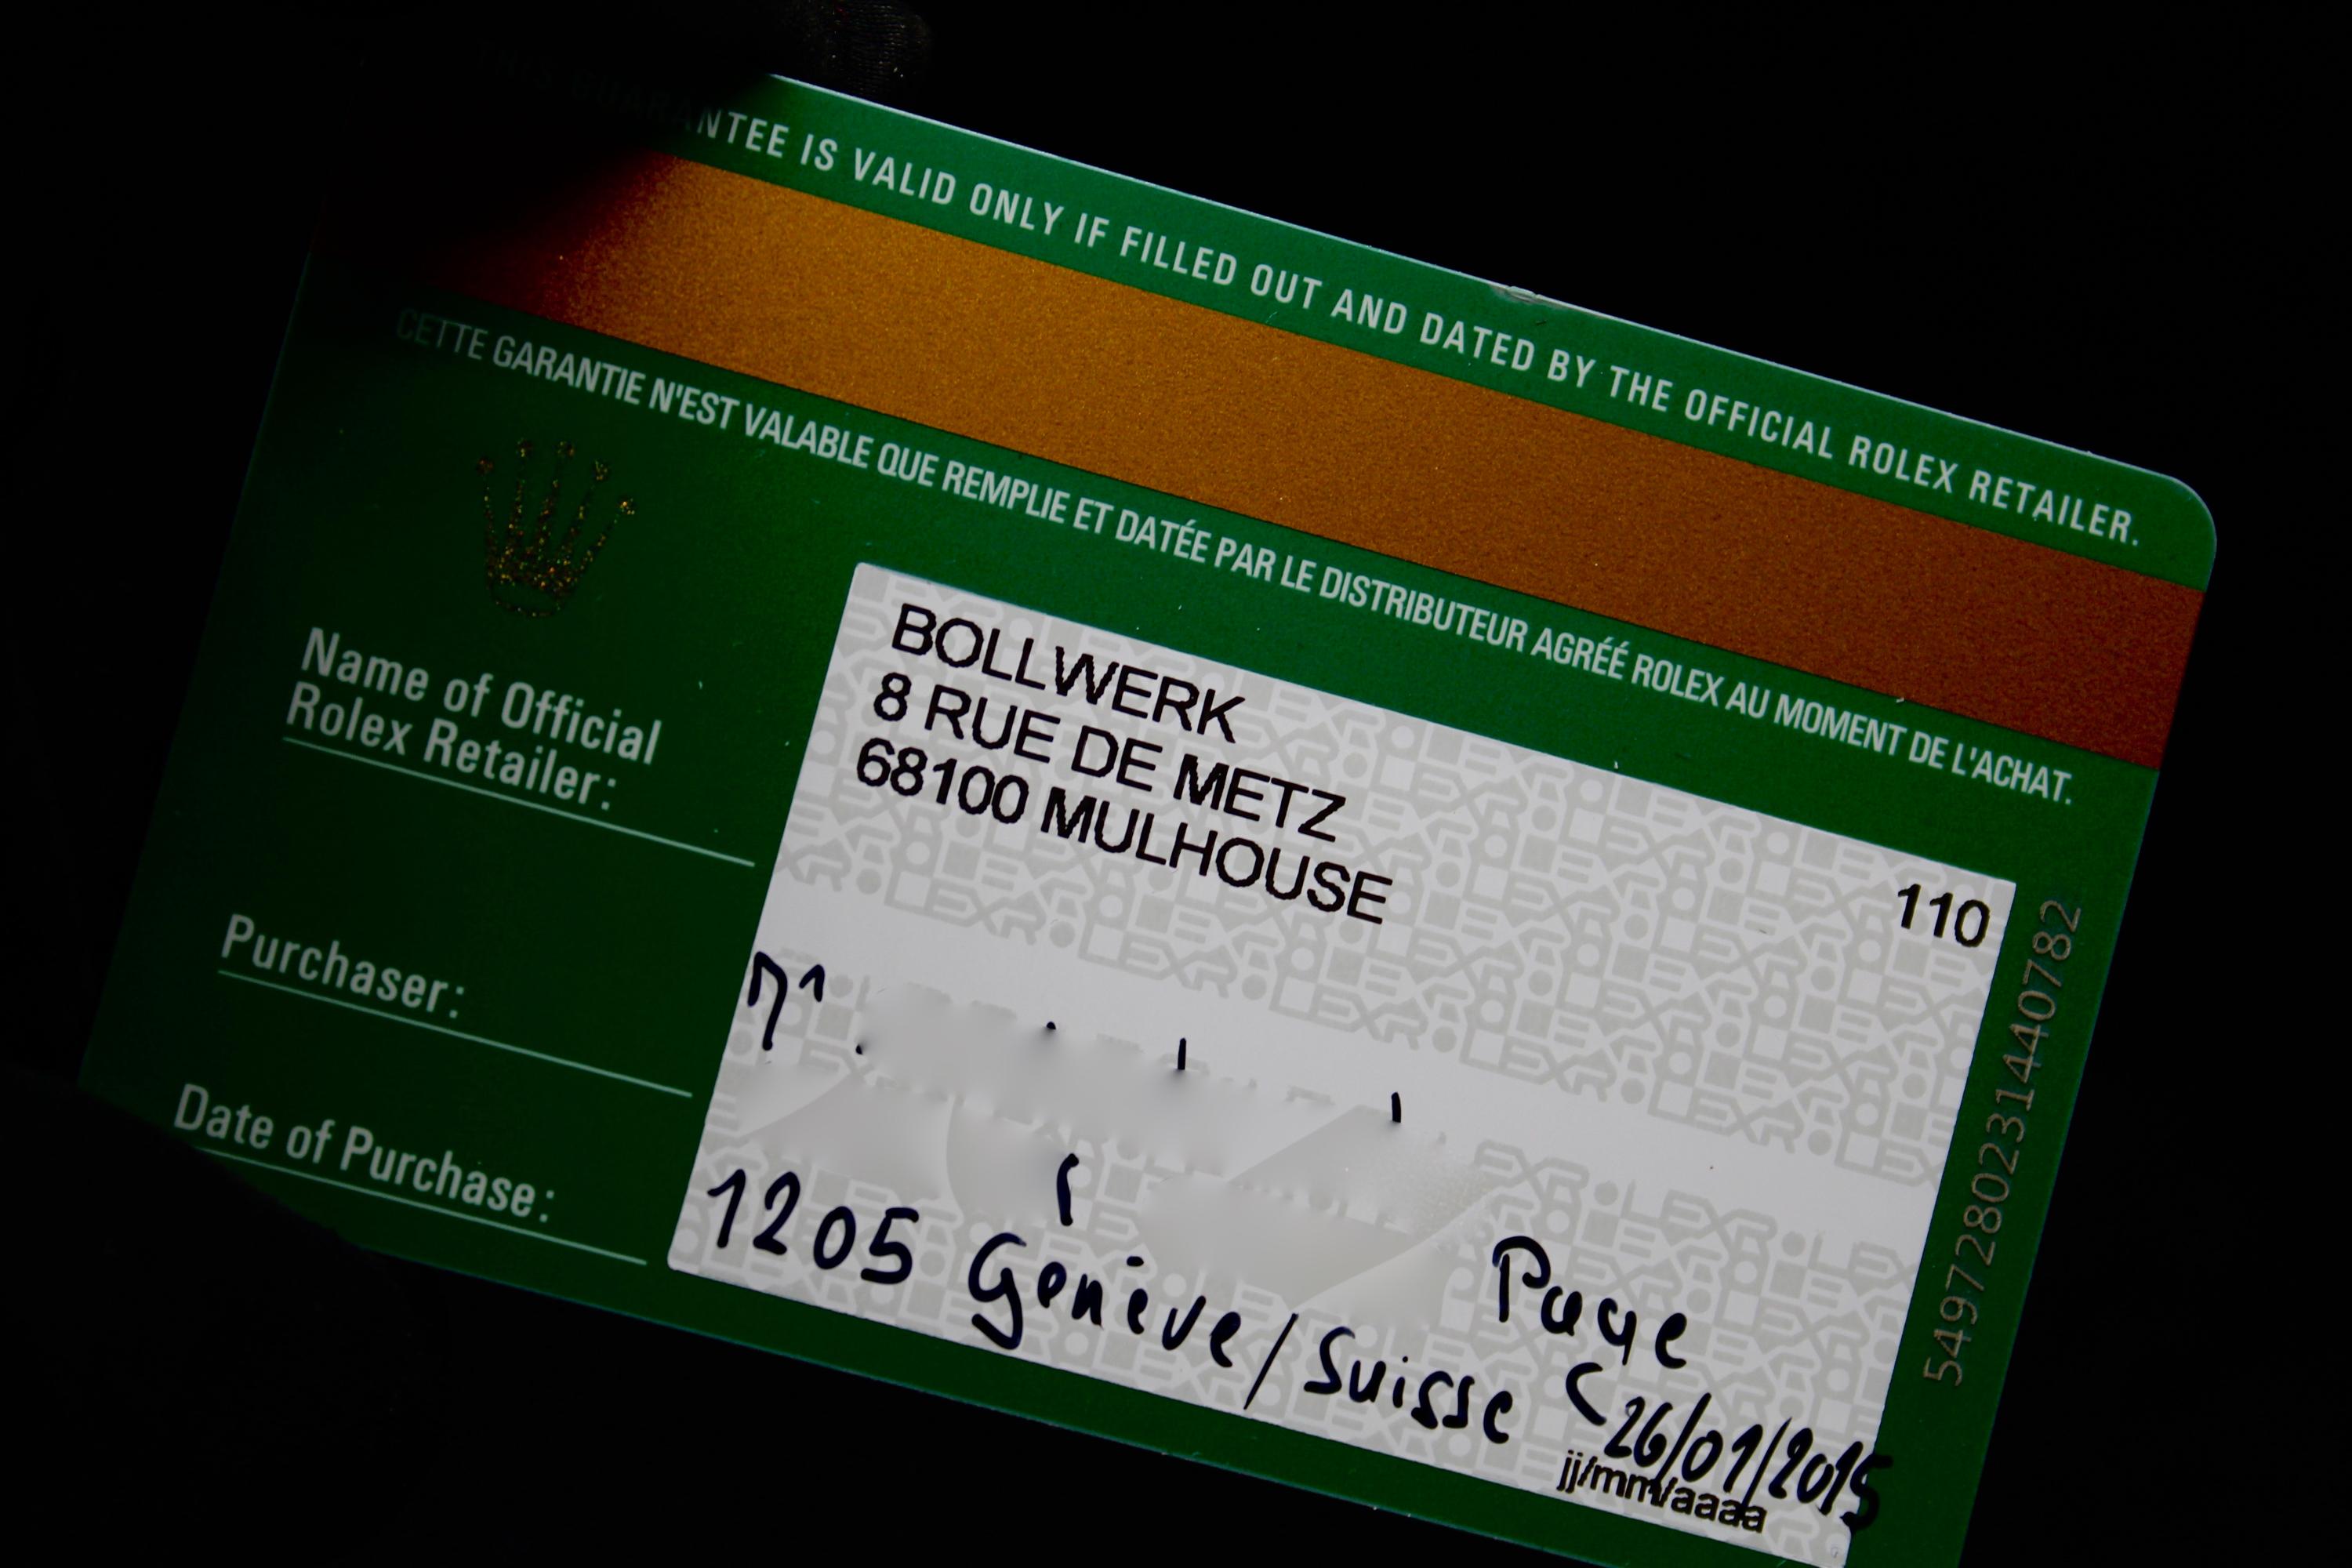 THIS GUARANTEE IS VALID ONLY IF FILLED OUT AND DATED BY THE OFFICIAL ROLEX RETAILER.
CETTE GARANTIE N'EST VALABLE QUE REMPLIE ET DATÉE PAR LE DISTRIBUTEUR AGRÉÉ ROLEX AU MOMENT DE L'ACHAT.
Name of Official
Rolex Retailer:
BOLLWERK
8 RUE DE METZ
68100 MULHOUSE
110
Purchaser:
Date of Purchase:
1205 Genève/Suisse
26/01/2015
jj/mm/aaaa
5497280231440782